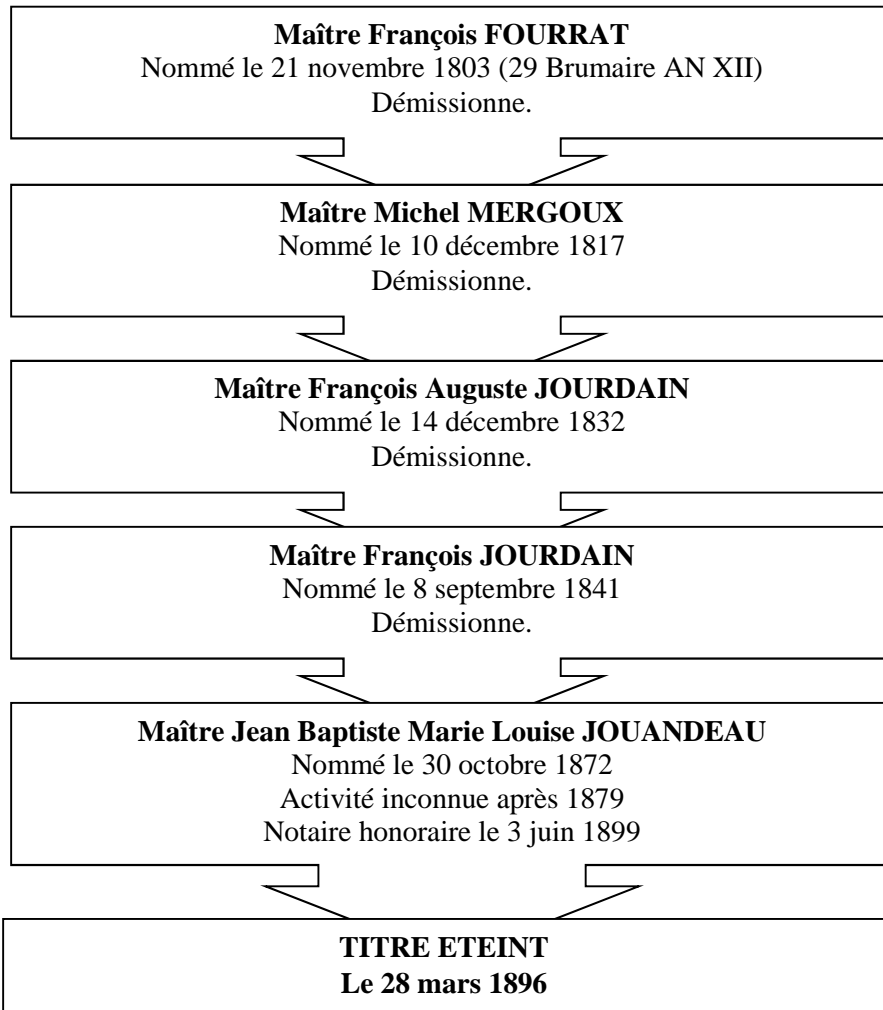 Maître François FOURRAT
Nommé le 21 novembre 1803 (29 Brumaire AN XII)
Démissionne.
Maître Michel MERGOUX
Nommé le 10 décembre 1817
Démissionne.
Maître François Auguste JOURDAIN
Nommé le 14 décembre 1832
Démissionne.
Maître François JOURDAIN
Nommé le 8 septembre 1841
Démissionne.
Maître Jean Baptiste Marie Louise JOUANDEAU
Nommé le 30 octobre 1872
Activité inconnue après 1879
Notaire honoraire le 3 juin 1899
TITRE ETEINT
Le 28 mars 1896